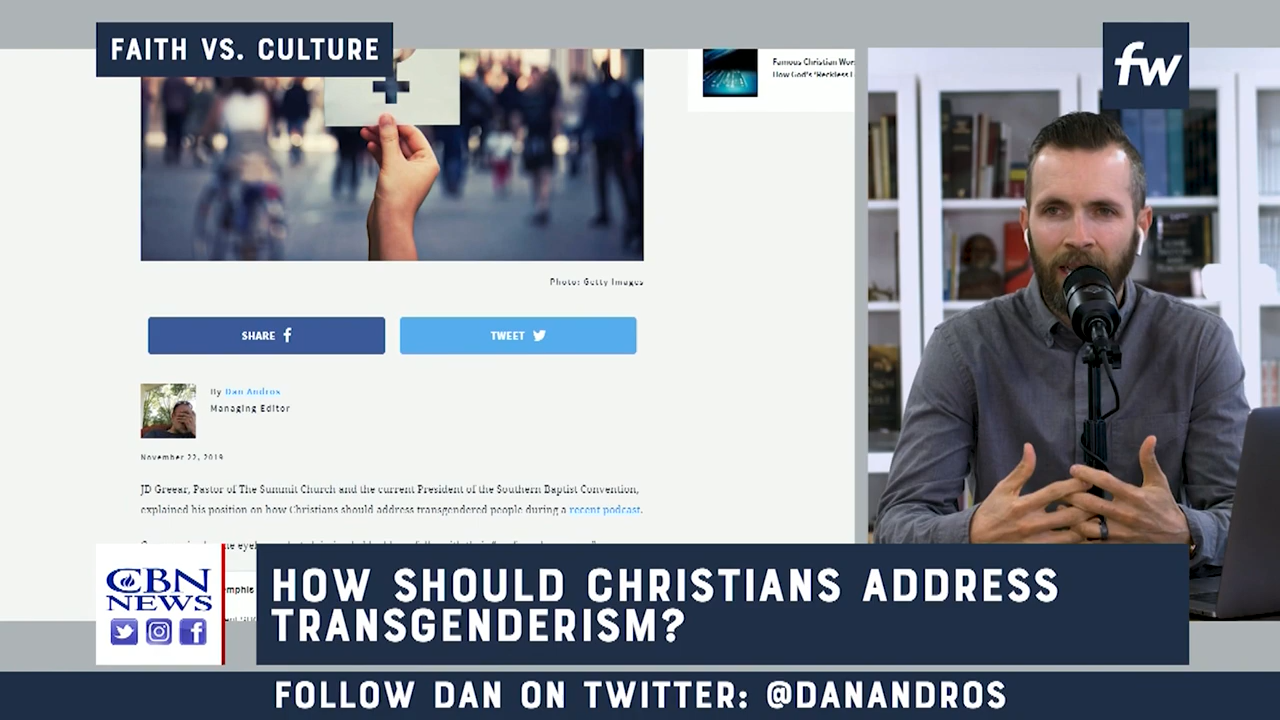 FAITH VS. CULTURE
fw
Famous Christian Wor
How God's 'Reckless L
Photo: Getty Images
SHARE f
TWEET
By Dan Andros
Managing Editor
November 22, 2019
JD Greear, Pastor of The Summit Church and the current President of the Southern Baptist Convention,
explained his position on how Christians should address transgendered people during a recent podcast.
CBN
NEWS
HOW SHOULD CHRISTIANS ADDRESS
TRANSGENDERISM?
FOLLOW DAN ON TWITTER: @DANANDROS